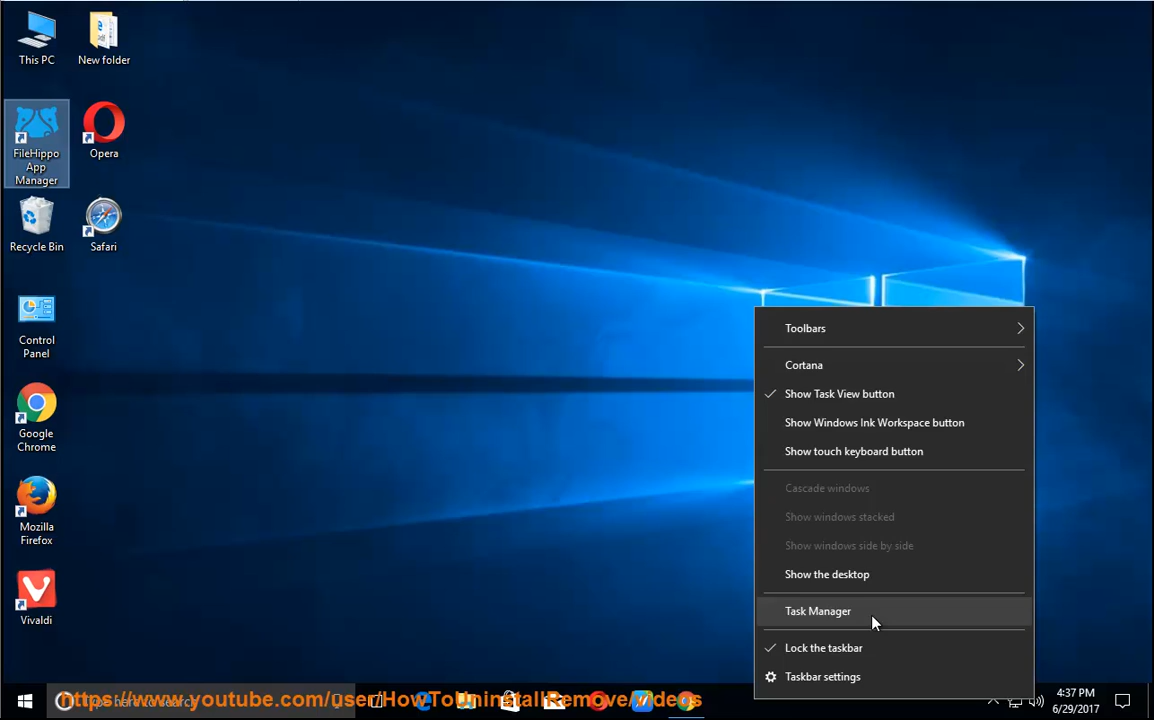 This PC
New folder
FileHippo
App
Manager
Opera
Recycle Bin
Safari
Control
Panel
Google
Chrome
Mozilla
Firefox
Vivaldi
Toolbars
Cortana
Show Task View button
Show Windows Ink Workspace button
Show touch keyboard button
Cascade windows
Show windows stacked
Show windows side by side
Show the desktop
Task Manager
Lock the taskbar
Taskbar settings
https://www.youtube.com/user/HowToUninstallRemove/videos
4:37 PM
6/29/2017